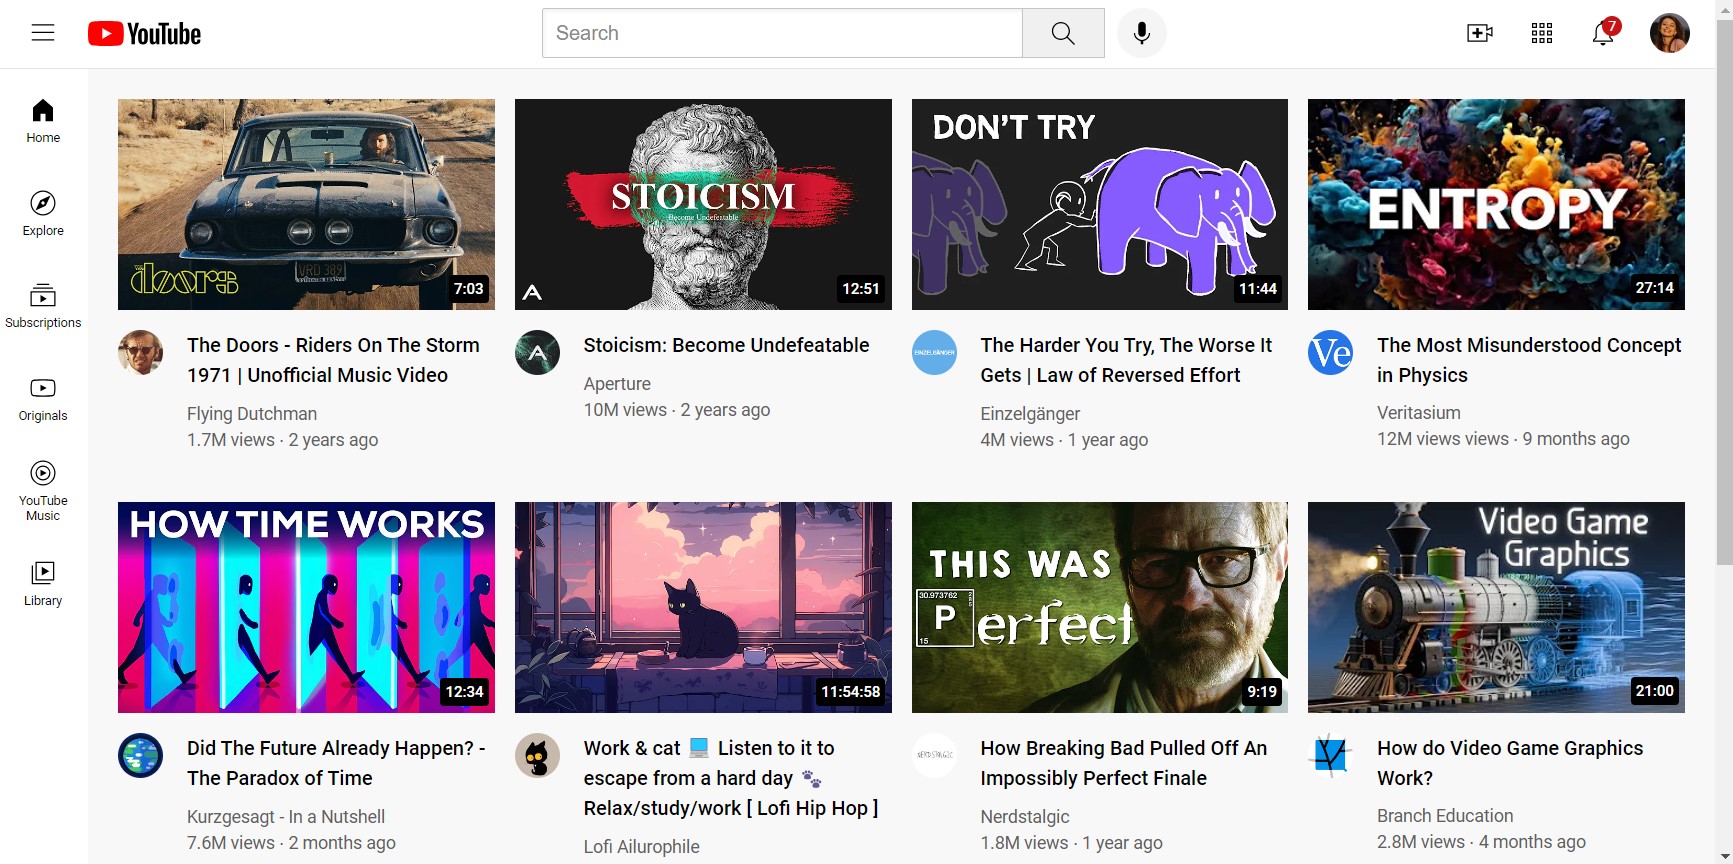 YouTube
Search
7
Home
Explore
Subscriptions
Originals
YouTube
Music
Library
the doors
VRD 389
7:03
The Doors - Riders On The Storm
1971 | Unofficial Music Video
Flying Dutchman
1.7M views · 2 years ago
STOICISM
Become Undefeatable
A
12:51
A
Stoicism: Become Undefeatable
Aperture
10M views · 2 years ago
DON'T TRY
11:44
EINZELGÄNGER
The Harder You Try, The Worse It
Gets | Law of Reversed Effort
Einzelgänger
4M views · 1 year ago
ENTROPY
27:14
Ve
The Most Misunderstood Concept
in Physics
Veritasium
12M views views · 9 months ago
HOW TIME WORKS
12:34
Did The Future Already Happen? -
The Paradox of Time
Kurzgesagt - In a Nutshell
7.6M views · 2 months ago
11:54:58
Work & cat 💻 Listen to it to
escape from a hard day 🐾
Relax/study/work [ Lofi Hip Hop ]
Lofi Ailurophile
THIS WAS
30.973762
P
erfect
15
9:19
NERDSTALGIC
How Breaking Bad Pulled Off An
Impossibly Perfect Finale
Nerdstalgic
1.8M views · 1 year ago
Video Game
Graphics
21:00
How do Video Game Graphics
Work?
Branch Education
2.8M views · 4 months ago